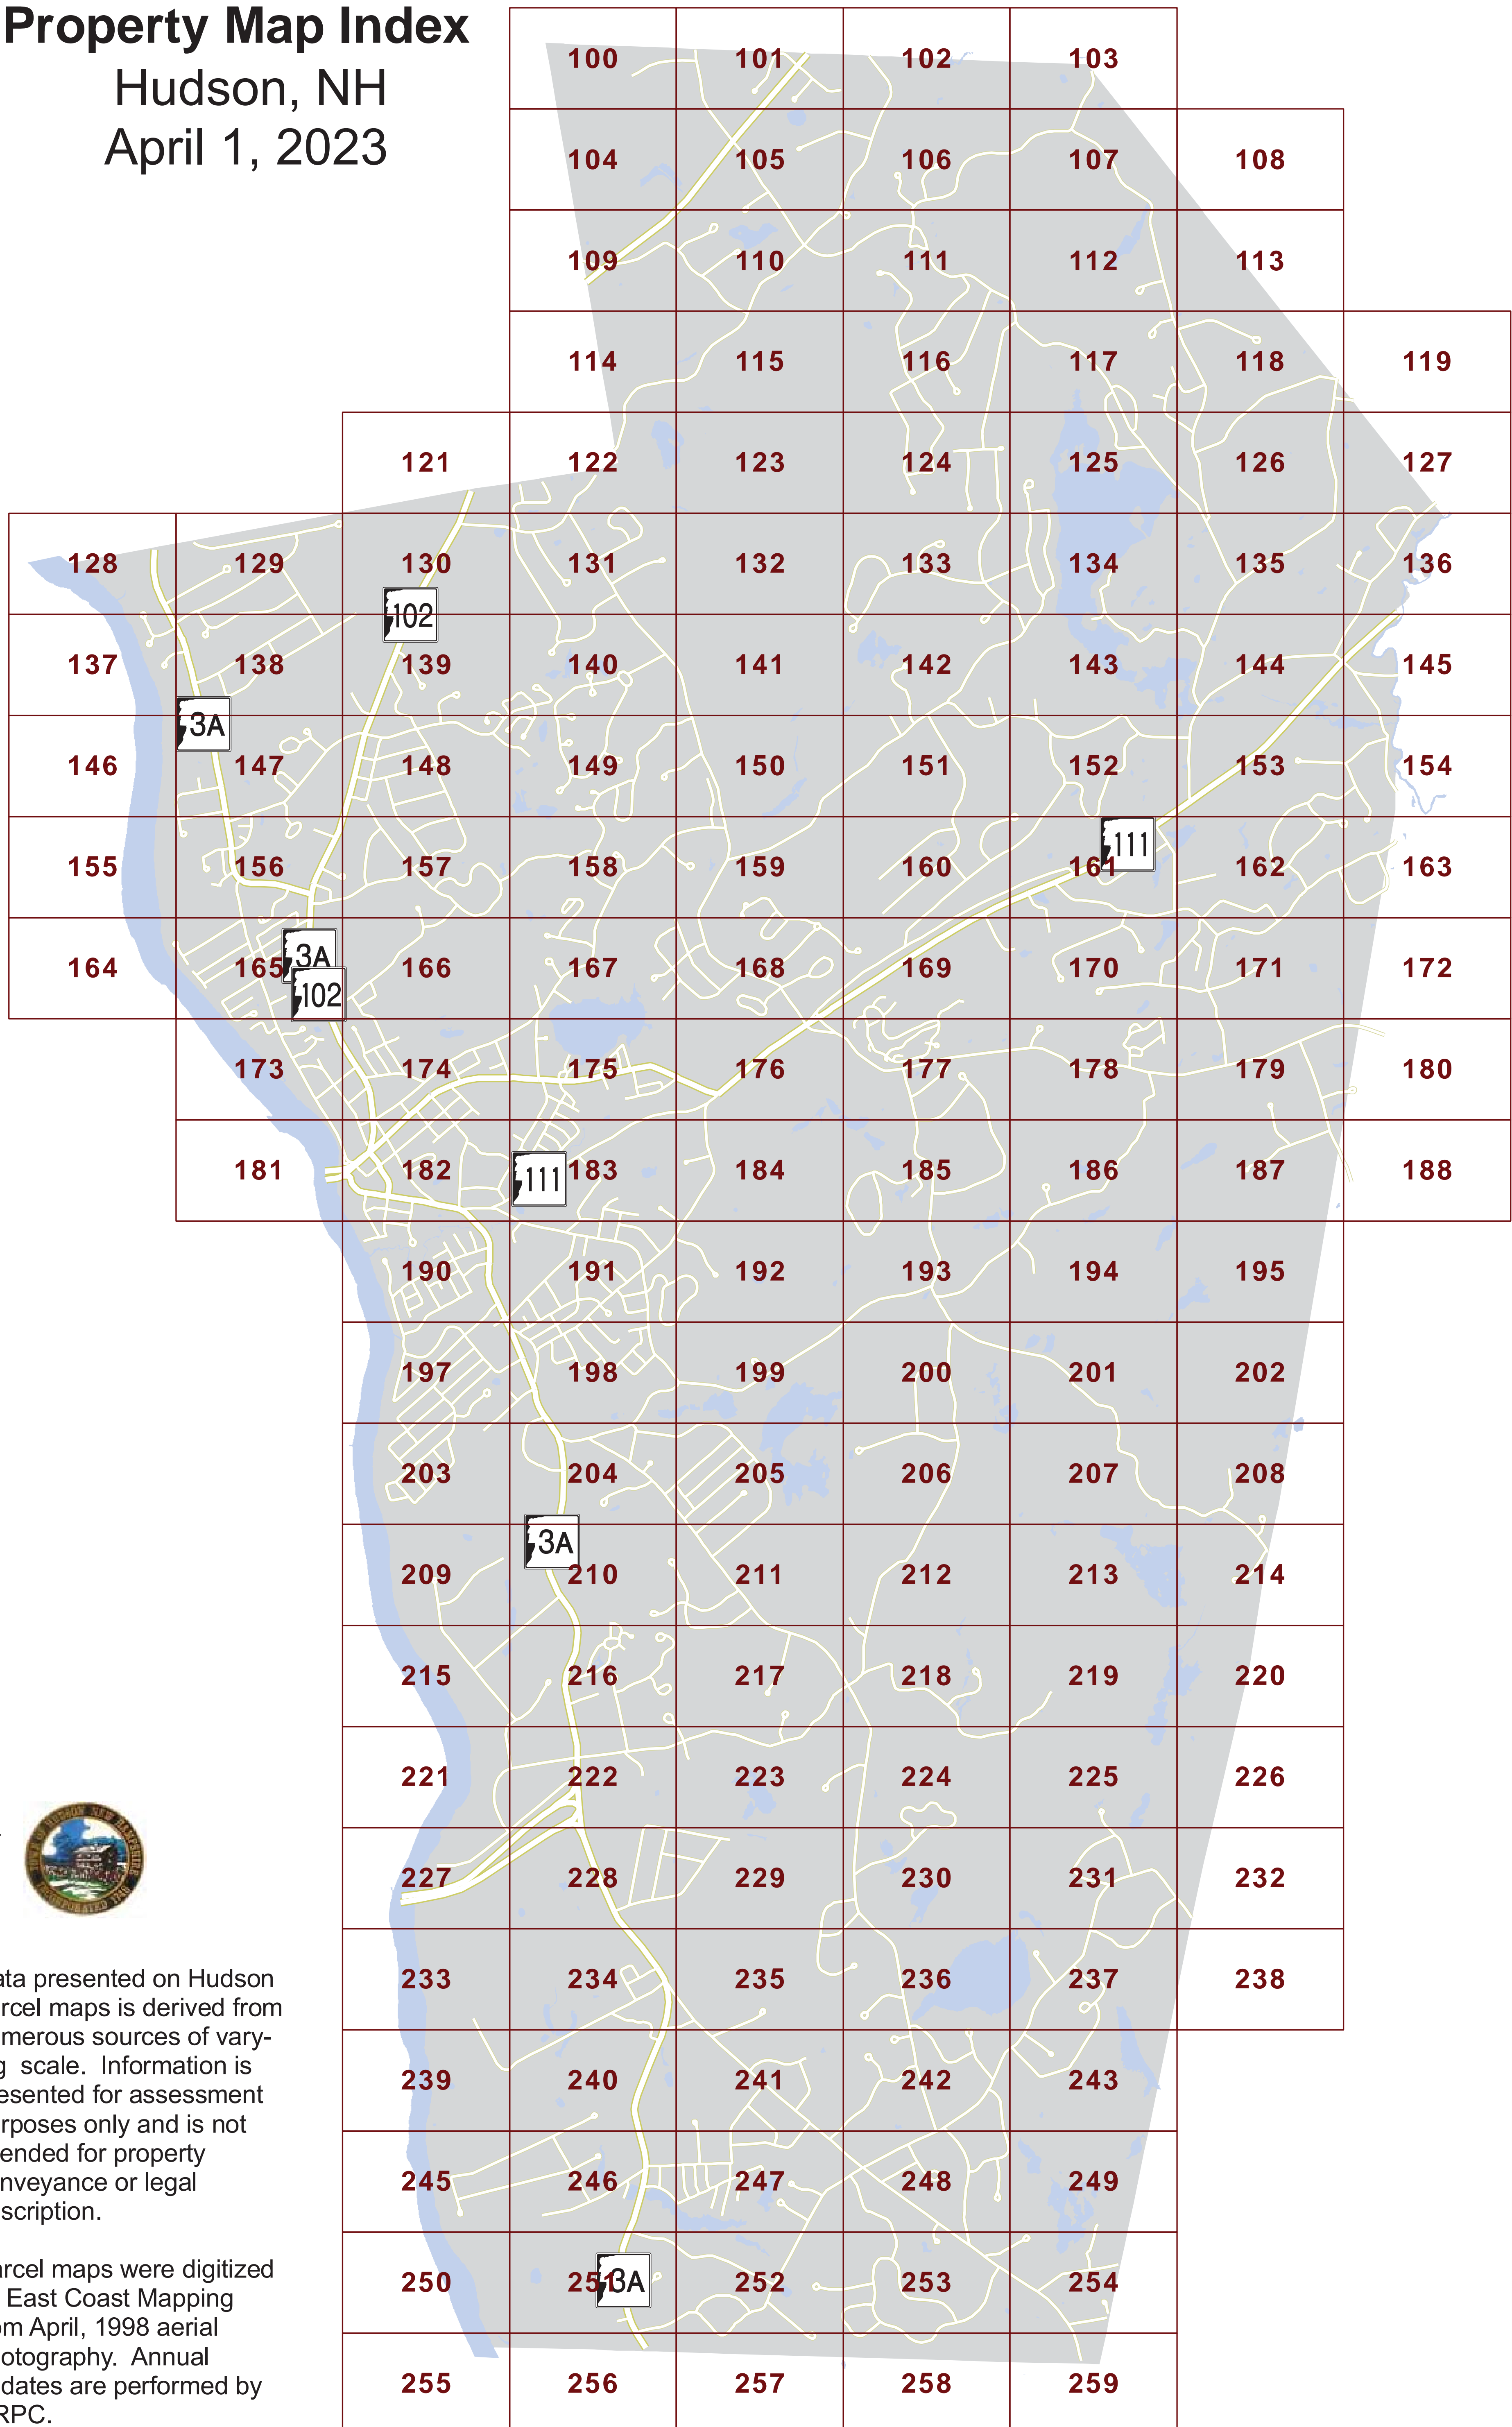 Property Map Index
Hudson, NH
April 1, 2023
100 101 102 103
104 105 106 107 108
109 110 111 112 113
114 115 116 117 118 119
121 122 123 124 125 126 127
128 129 130 131 132 133 134 135 136
102
137 138 139 140 141 142 143 144 145
3A
146 147 148 149 150 151 152 153 154
111
155 156 157 158 159 160 161 162 163
3A
164 165 166 167 168 169 170 171 172
102
173 174 175 176 177 178 179 180
181 182 111 183 184 185 186 187 188
190 191 192 193 194 195
197 198 199 200 201 202
203 204 205 206 207 208
3A
209 210 211 212 213 214
215 216 217 218 219 220
221 222 223 224 225 226
227 228 229 230 231 232
233 234 235 236 237 238
239 240 241 242 243
245 246 247 248 249
250 251 3A 252 253 254
255 256 257 258 259
TOWN OF HUDSON NEW HAMPSHIRE
INCORPORATED 1746
ata presented on Hudson
rcel maps is derived from
merous sources of vary-
g scale. Information is
esented for assessment
rposes only and is not
ended for property
nveyance or legal
scription.
arcel maps were digitized
East Coast Mapping
om April, 1998 aerial
otography. Annual
dates are performed by
RPC.